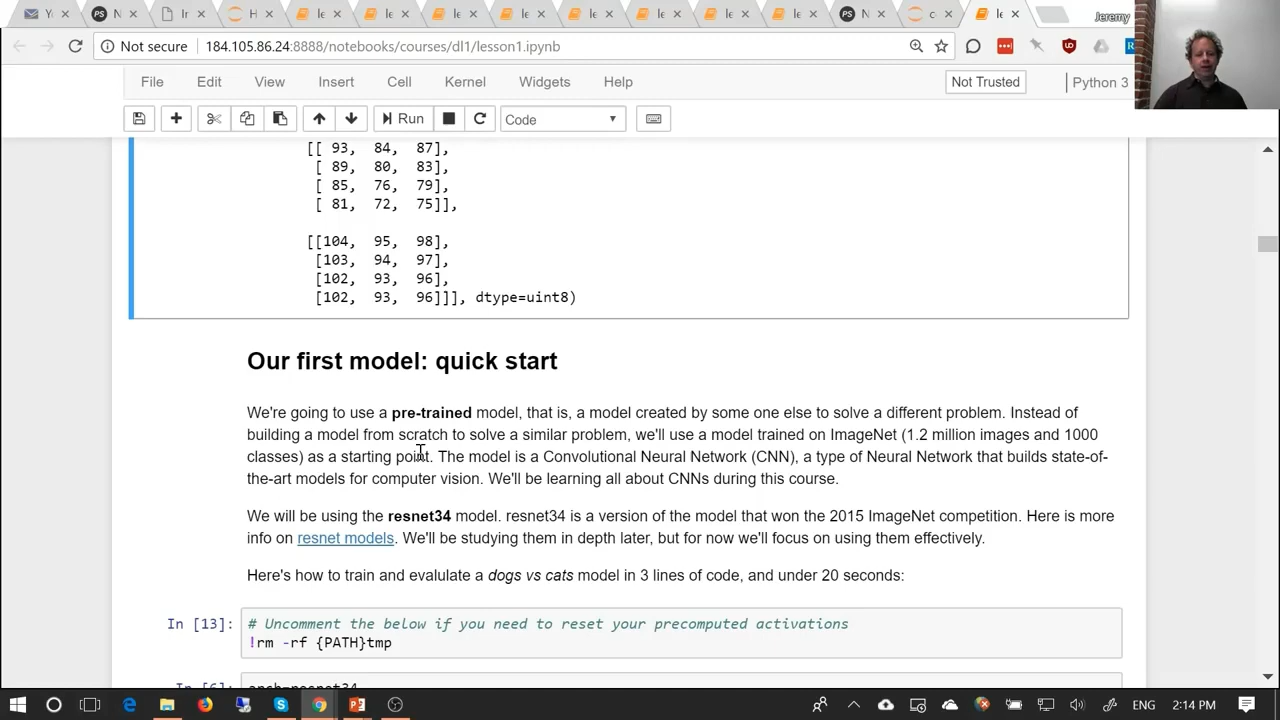 Jeremy
Not secure 184.105.86.24:8888/notebooks/courses/dl1/lesson1.ipynb
File Edit View Insert Cell Kernel Widgets Help Not Trusted Python 3
Run Code
[[ 93, 84, 87],
[ 89, 80, 83],
[ 85, 76, 79],
[ 81, 72, 75]],
[[104, 95, 98],
[103, 94, 97],
[102, 93, 96],
[102, 93, 96]]], dtype=uint8)
Our first model: quick start
We're going to use a pre-trained model, that is, a model created by some one else to solve a different problem. Instead of
building a model from scratch to solve a similar problem, we'll use a model trained on ImageNet (1.2 million images and 1000
classes) as a starting point. The model is a Convolutional Neural Network (CNN), a type of Neural Network that builds state-of-
the-art models for computer vision. We'll be learning all about CNNs during this course.
We will be using the resnet34 model. resnet34 is a version of the model that won the 2015 ImageNet competition. Here is more
info on resnet models. We'll be studying them in depth later, but for now we'll focus on using them effectively.
Here's how to train and evalulate a dogs vs cats model in 3 lines of code, and under 20 seconds:
In [13]: # Uncomment the below if you need to reset your precomputed activations
!rm -rf {PATH}tmp
In [6]: arch=resnet34
ENG 2:14 PM